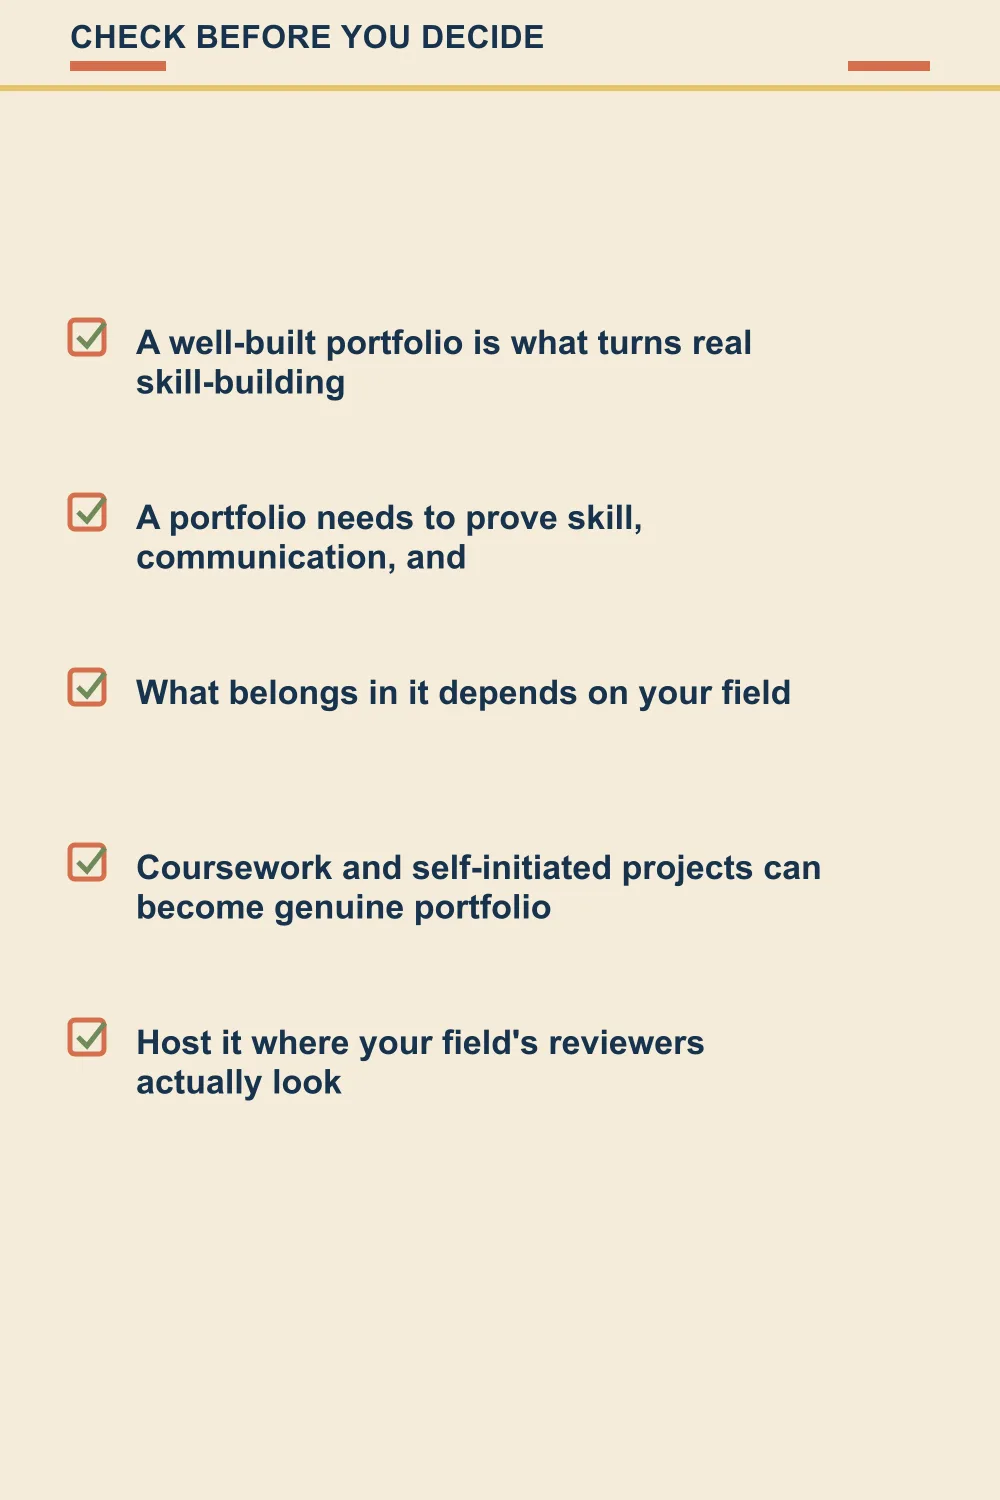 CHECK BEFORE YOU DECIDE
A well-built portfolio is what turns real
skill-building
A portfolio needs to prove skill,
communication, and
What belongs in it depends on your field
Coursework and self-initiated projects can
become genuine portfolio
Host it where your field's reviewers
actually look